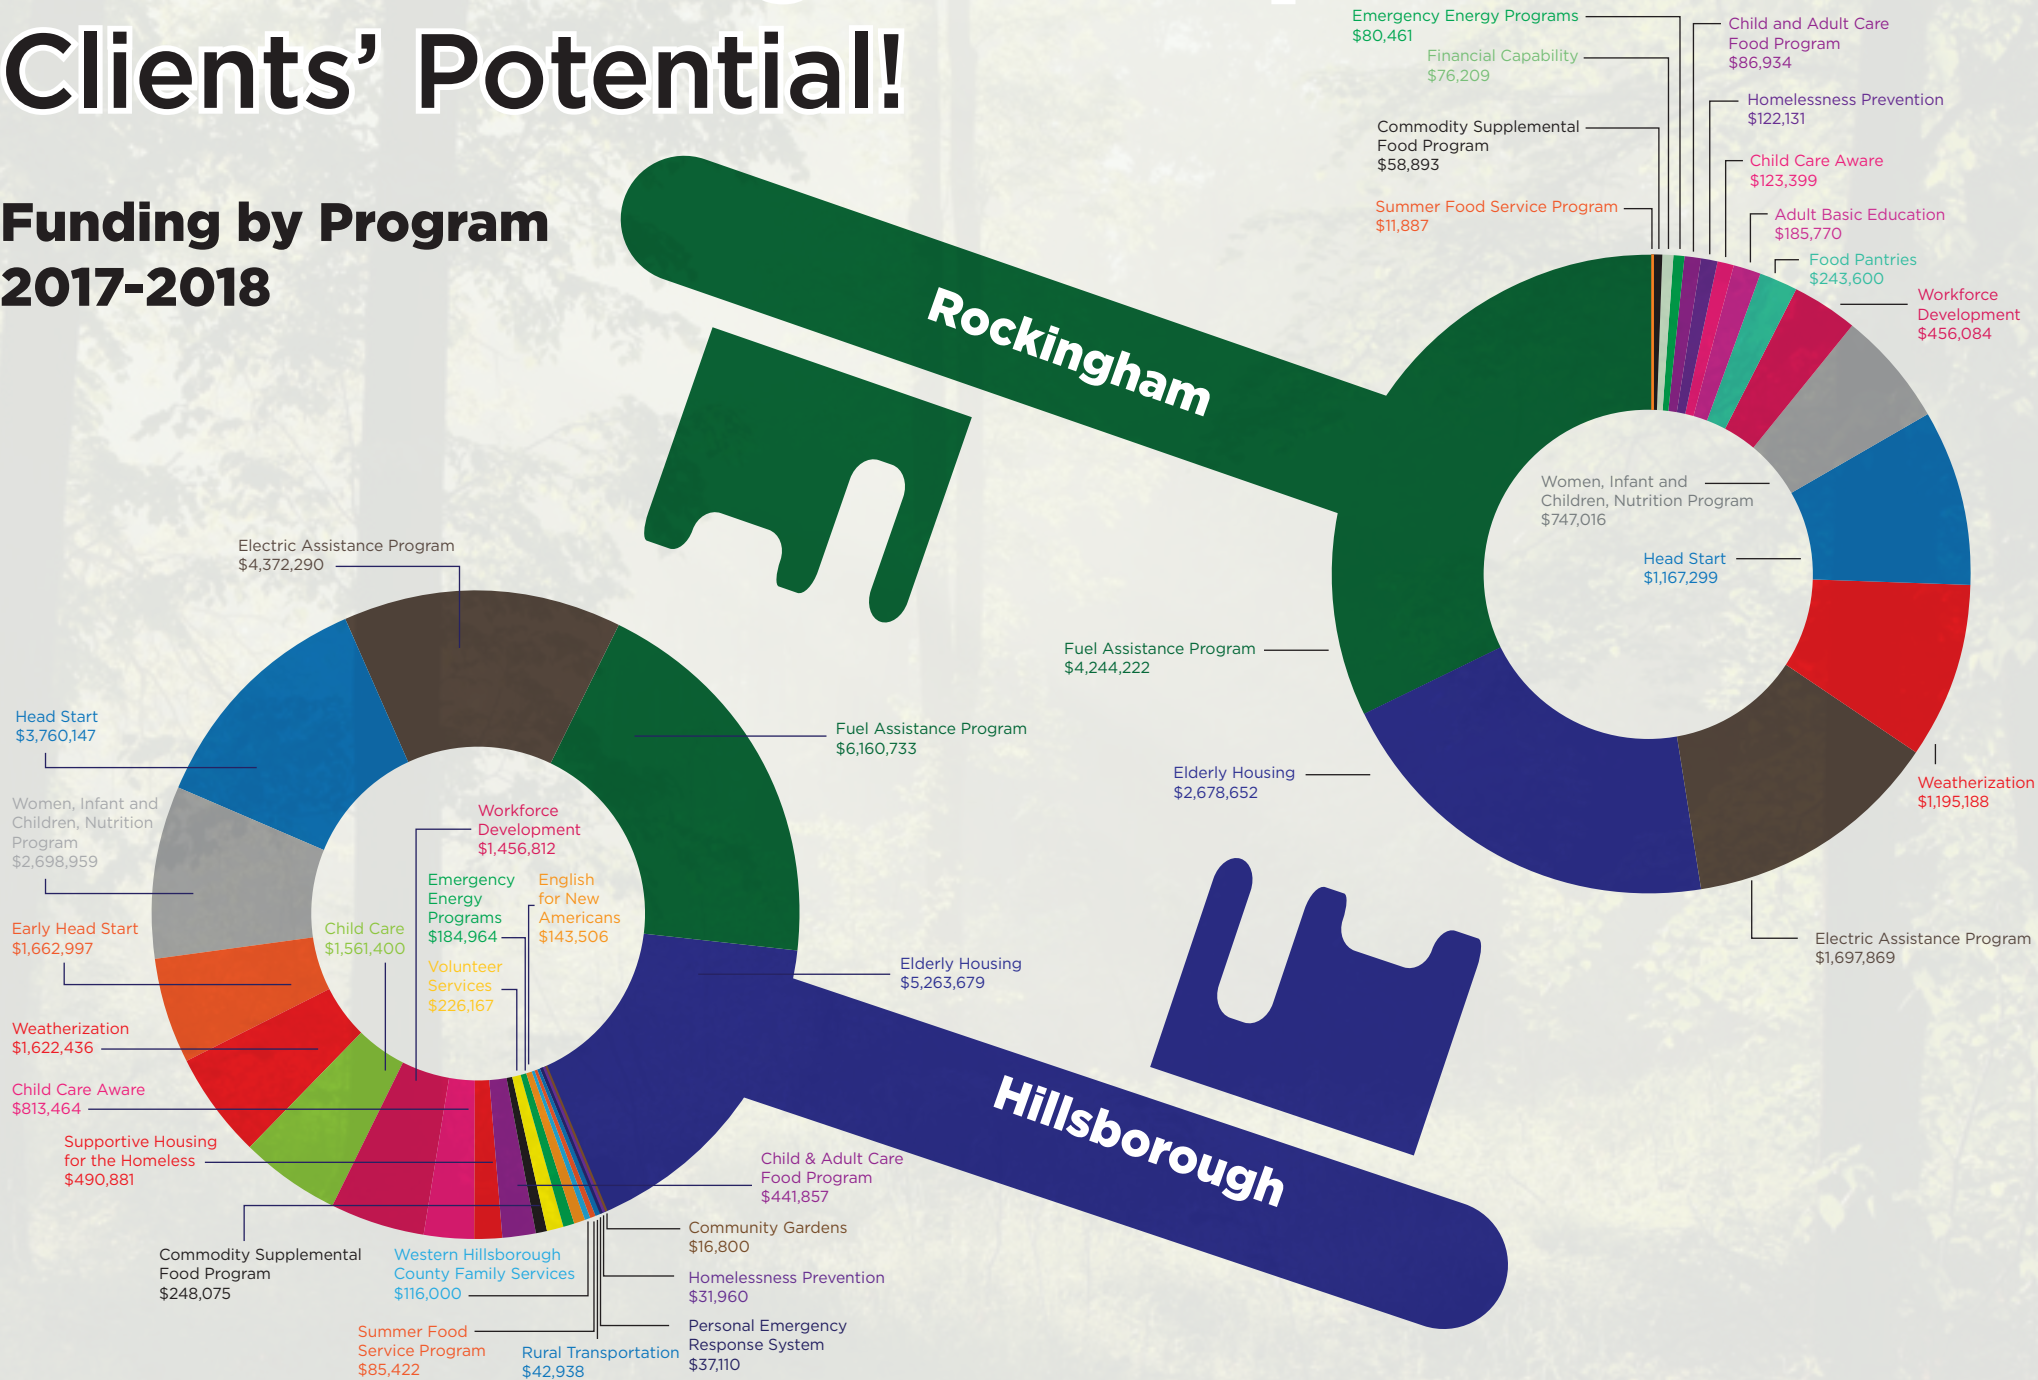 Clients’ Potential!
Funding by Program
2017-2018
Rockingham
Emergency Energy Programs
$80,461
Financial Capability
$76,209
Commodity Supplemental
Food Program
$58,893
Summer Food Service Program
$11,887
Child and Adult Care
Food Program
$86,934
Homelessness Prevention
$122,131
Child Care Aware
$123,399
Adult Basic Education
$185,770
Food Pantries
$243,600
Workforce
Development
$456,084
Women, Infant and
Children, Nutrition Program
$747,016
Head Start
$1,167,299
Fuel Assistance Program
$4,244,222
Elderly Housing
$2,678,652
Weatherization
$1,195,188
Electric Assistance Program
$1,697,869
Electric Assistance Program
$4,372,290
Head Start
$3,760,147
Women, Infant and
Children, Nutrition
Program
$2,698,959
Early Head Start
$1,662,997
Weatherization
$1,622,436
Child Care Aware
$813,464
Supportive Housing
for the Homeless
$490,881
Commodity Supplemental
Food Program
$248,075
Fuel Assistance Program
$6,160,733
Workforce
Development
$1,456,812
Emergency
Energy
Programs
$184,964
English
for New
Americans
$143,506
Child Care
$1,561,400
Volunteer
Services
$226,167
Elderly Housing
$5,263,679
Hillsborough
Child & Adult Care
Food Program
$441,857
Community Gardens
$16,800
Homelessness Prevention
$31,960
Personal Emergency
Response System
$37,110
Western Hillsborough
County Family Services
$116,000
Summer Food
Service Program
$85,422
Rural Transportation
$42,938